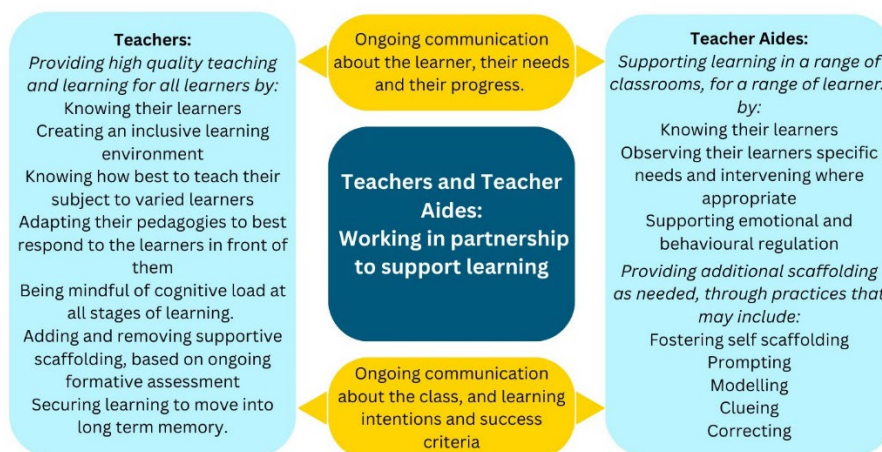 Teachers:
Providing high quality teaching
and learning for all learners by:
Knowing their learners
Creating an inclusive learning
environment
Knowing how best to teach their
subject to varied learners
Adapting their pedagogies to best
respond to the learners in front of
them
Being mindful of cognitive load at
all stages of learning.
Adding and removing supportive
scaffolding, based on ongoing
formative assessment
Securing learning to move into
long term memory.
Ongoing communication
about the learner, their needs
and their progress.
Teachers and Teacher
Aides:
Working in partnership
to support learning
Ongoing communication
about the class, and learning
intentions and success
criteria
Teacher Aides:
Supporting learning in a range of
classrooms, for a range of learners
by:
Knowing their learners
Observing their learners specific
needs and intervening where
appropriate
Supporting emotional and
behavioural regulation
Providing additional scaffolding
as needed, through practices that
may include:
Fostering self scaffolding
Prompting
Modelling
Clueing
Correcting